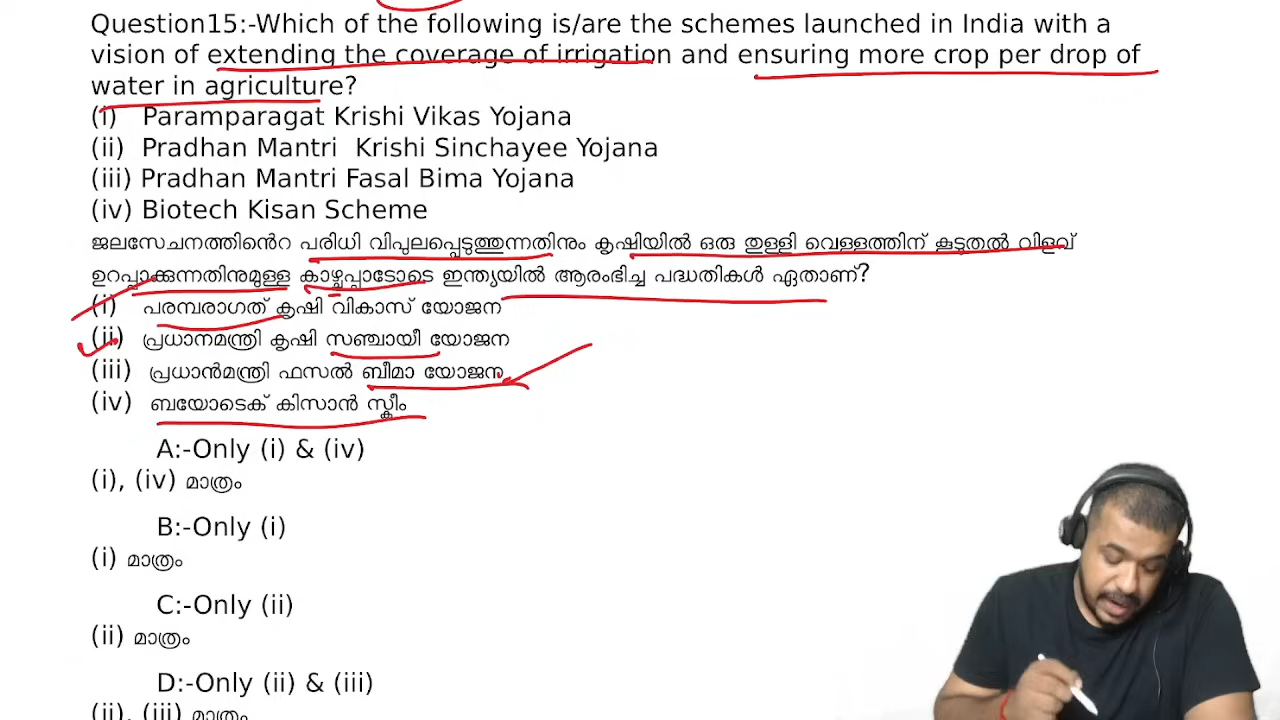 Question15:-Which of the following is/are the schemes launched in India with a
vision of extending the coverage of irrigation and ensuring more crop per drop of
water in agriculture?
(i) Paramparagat Krishi Vikas Yojana
(ii) Pradhan Mantri Krishi Sinchayee Yojana
(iii) Pradhan Mantri Fasal Bima Yojana
(iv) Biotech Kisan Scheme
ജലസേചനത്തിൻെറ പരിധി വിപുലപ്പെടുത്തുന്നതിനും കൃഷിയിൽ ഒരു തുള്ളി വെള്ളത്തിന് കൂടുതൽ വിളവ്
ഉറപ്പാക്കുന്നതിനുമുള്ള കാഴ്ചപ്പാടോടെ ഇന്ത്യയിൽ ആരംഭിച്ച പദ്ധതികൾ ഏതാണ്?
(i) പരമ്പരാഗത് കൃഷി വികാസ് യോജന
(ii) പ്രധാനമന്ത്രി കൃഷി സഞ്ചായീ യോജന
(iii) പ്രധാൻമന്ത്രി ഫസൽ ബീമാ യോജന
(iv) ബയോടെക് കിസാൻ സ്കീം
A:-Only (i) & (iv)
(i), (iv) മാത്രം
B:-Only (i)
(i) മാത്രം
C:-Only (ii)
(ii) മാത്രം
D:-Only (ii) & (iii)
(ii), (iii) മാത്രം